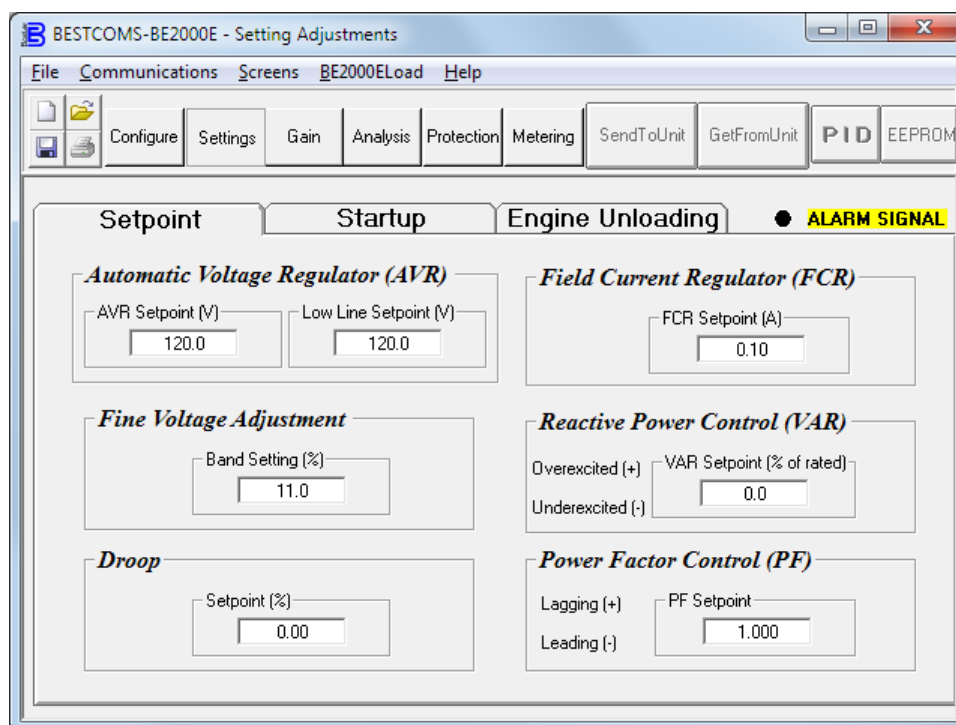 BESTCOMS-BE2000E - Setting Adjustments
File Communications Screens BE2000ELoad Help
Configure Settings Gain Analysis Protection Metering SendToUnit GetFromUnit PID EEPROM
Setpoint Startup Engine Unloading ALARM SIGNAL
Automatic Voltage Regulator (AVR)
AVR Setpoint (V) Low Line Setpoint (V)
120.0 120.0
Field Current Regulator (FCR)
FCR Setpoint (A)
0.10
Fine Voltage Adjustment
Band Setting (%)
11.0
Reactive Power Control (VAR)
Overexcited (+) VAR Setpoint (% of rated)
0.0
Underexcited (-)
Droop
Setpoint (%)
0.00
Power Factor Control (PF)
Lagging (+) PF Setpoint
1.000
Leading (-)